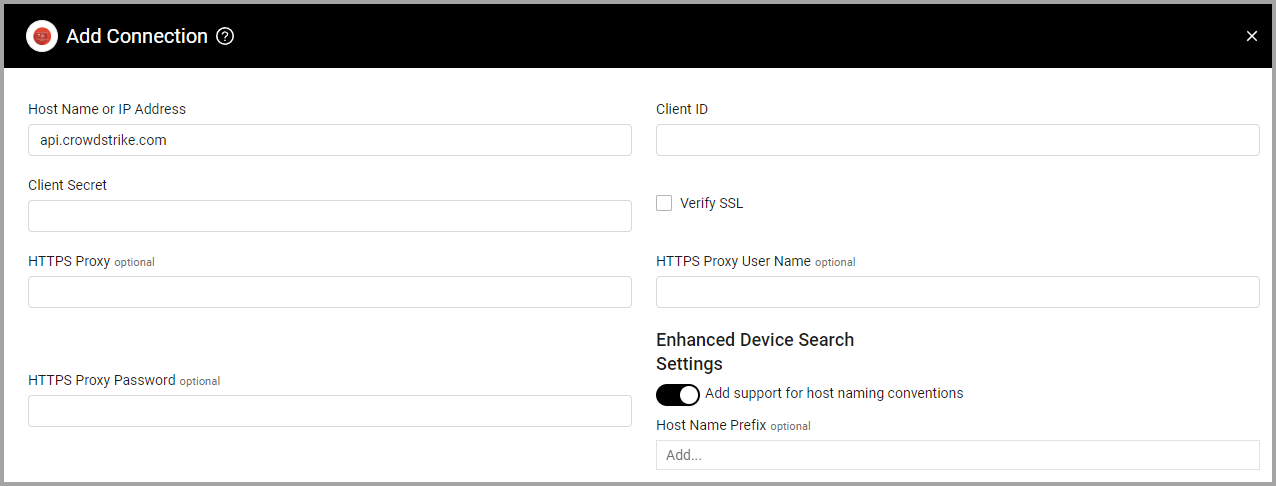 Add Connection ?
Host Name or IP Address
api.crowdstrike.com
Client ID
Client Secret
Verify SSL
HTTPS Proxy optional
HTTPS Proxy User Name optional
HTTPS Proxy Password optional
Enhanced Device Search
Settings
Add support for host naming conventions
Host Name Prefix optional
Add...